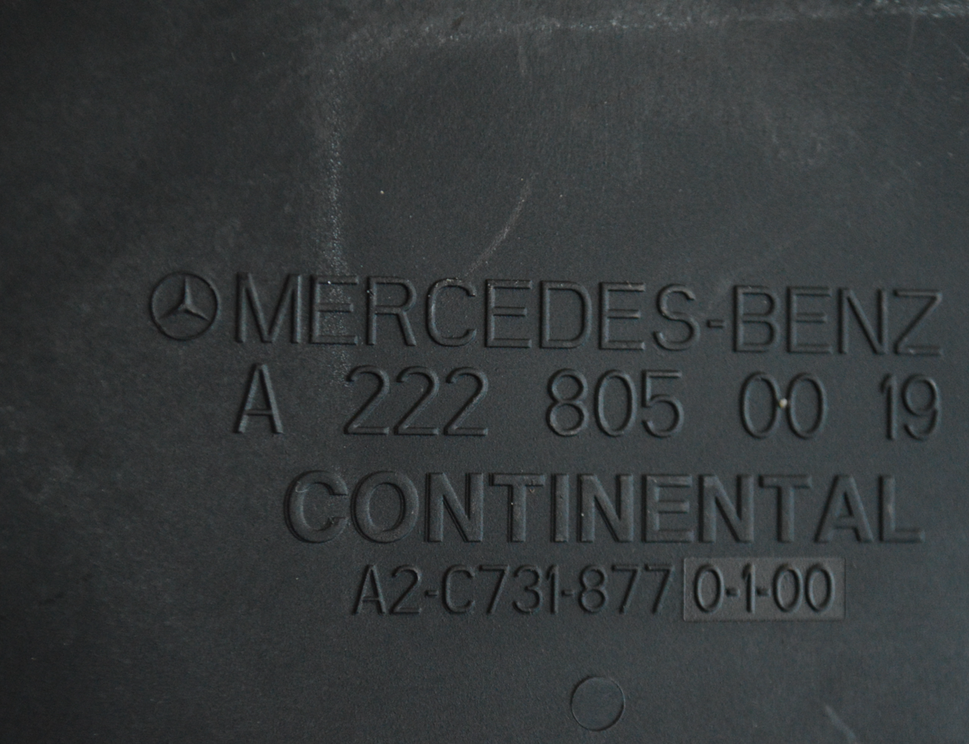 MERCEDES-BENZ
A 222 805 00 19
CONTINENTAL
A2-C731-877 0-1-00